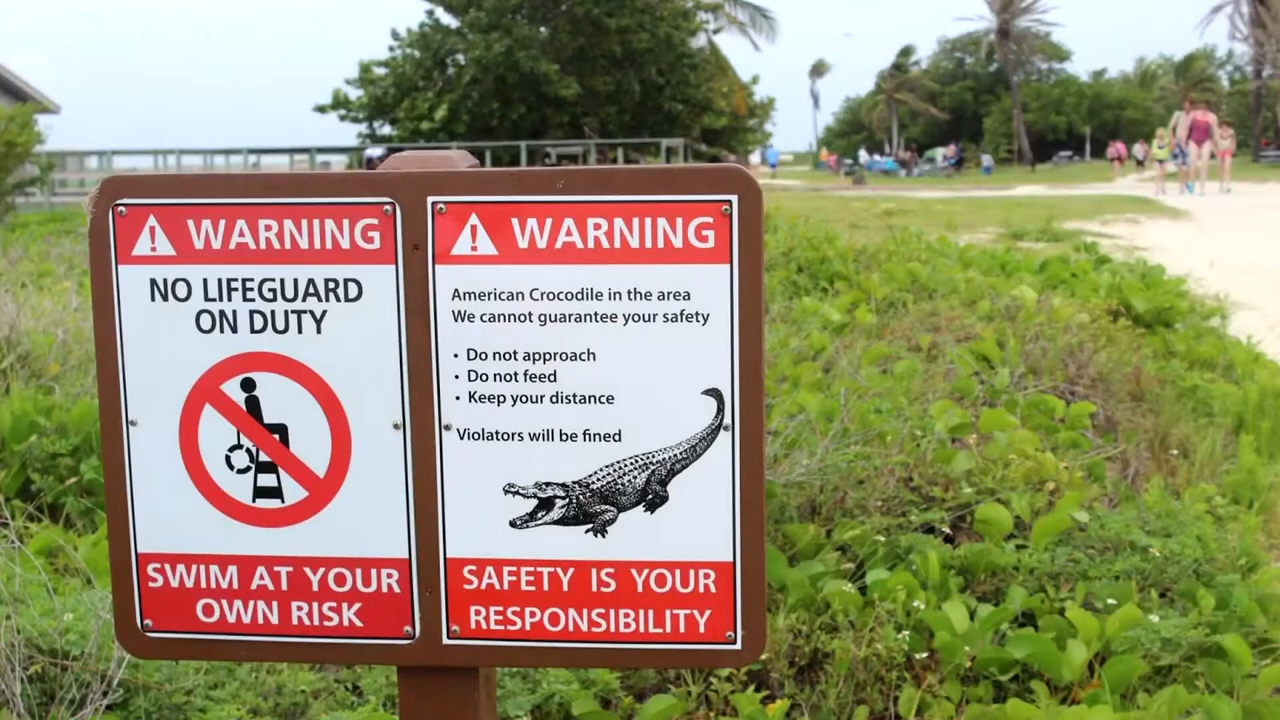 WARNING
NO LIFEGUARD
ON DUTY
SWIM AT YOUR
OWN RISK
WARNING
American Crocodile in the area
We cannot guarantee your safety
• Do not approach
• Do not feed
• Keep your distance
Violators will be fined
SAFETY IS YOUR
RESPONSIBILITY